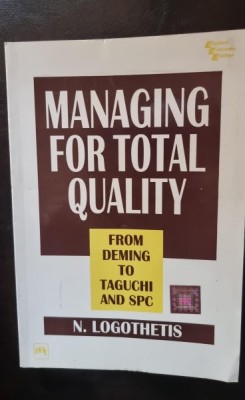 MANAGING
FOR TOTAL
QUALITY
FROM
DEMING
TO
TAGUCHI
AND SPC
N. LOGOTHETIS